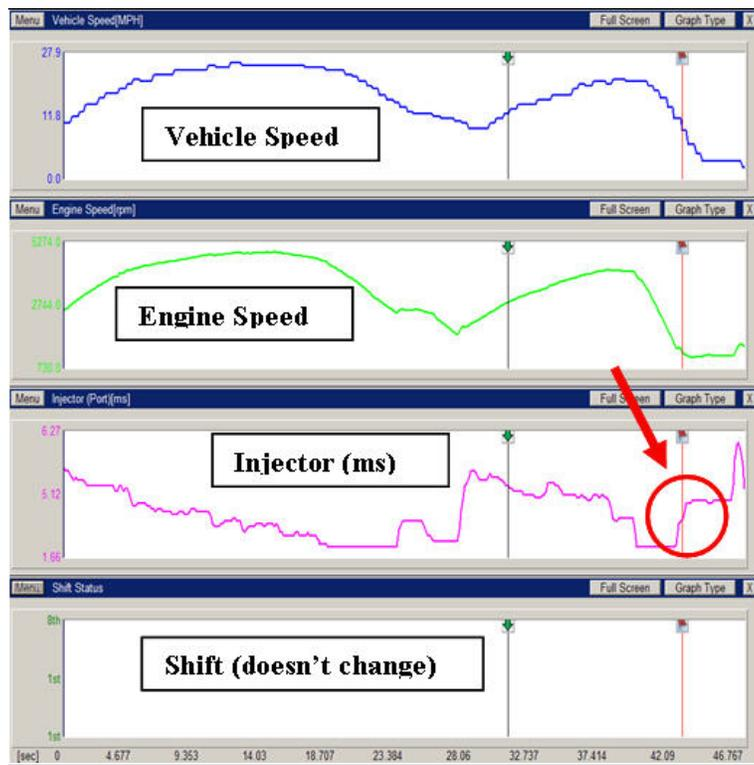 Menu Vehicle Speed[MPH] Full Screen Graph Type X
27.9
11.8
0.0
Vehicle Speed
Menu Engine Speed[rpm] Full Screen Graph Type X
5274.0
2744.0
Engine Speed
Menu Injector (Port)[ms] Full Screen Graph Type X
6.27
5.12
1.66
Injector (ms)
Menu Shift Status Full Screen Graph Type X
8th
1st
1st
Shift (doesn't change)
[sec] 0 4.677 9.353 14.03 18.707 23.384 28.06 32.737 37.414 42.09 46.767